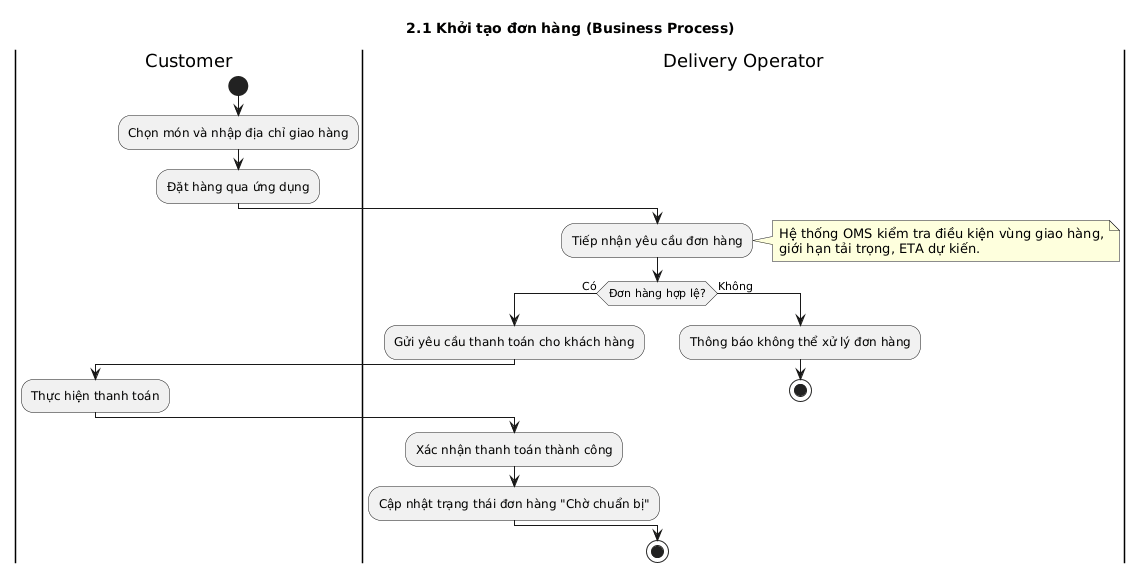 2.1 Khởi tạo đơn hàng (Business Process)
Customer
Delivery Operator
Chọn món và nhập địa chỉ giao hàng
Đặt hàng qua ứng dụng
Tiếp nhận yêu cầu đơn hàng
Hệ thống OMS kiểm tra điều kiện vùng giao hàng,
giới hạn tải trọng, ETA dự kiến.
Có
Đơn hàng hợp lệ?
Không
Gửi yêu cầu thanh toán cho khách hàng
Thông báo không thể xử lý đơn hàng
Thực hiện thanh toán
Xác nhận thanh toán thành công
Cập nhật trạng thái đơn hàng "Chờ chuẩn bị"